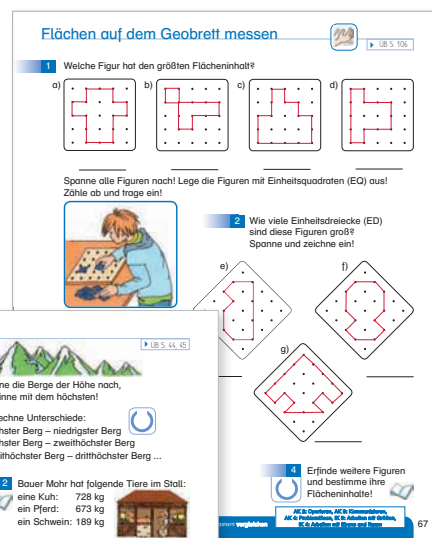 Flächen auf dem Geobrett messen
ÜB S. 106
1 Welche Figur hat den größten Flächeninhalt?
a) b) c) d)
Spanne alle Figuren nach! Lege die Figuren mit Einheitsquadraten (EQ) aus!
Zähle ab und trage ein!
2 Wie viele Einheitsdreiecke (ED)
sind diese Figuren groß?
Spanne und zeichne ein!
e) f)
g)
4 Erfinde weitere Figuren
und bestimme ihre
Flächeninhalte!
vergleichen
67
ÜB S. 44, 45
ne die Berge der Höhe nach,
inne mit dem höchsten!
echne Unterschiede:
hster Berg – niedrigster Berg
hster Berg – zweithöchster Berg
ithöchster Berg – dritthöchster Berg ...
2 Bauer Mohr hat folgende Tiere im Stall:
eine Kuh: 728 kg
ein Pferd: 673 kg
ein Schwein: 189 kg